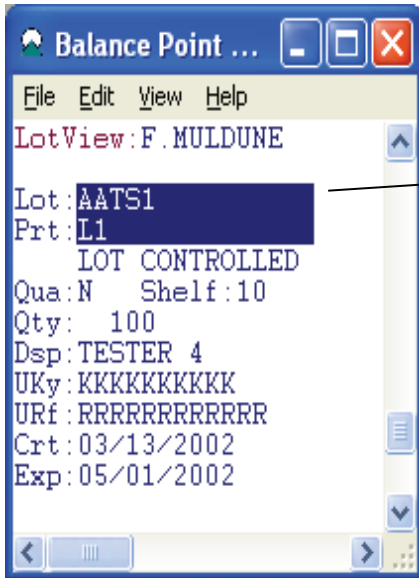 Balance Point ...
File Edit View Help
LotView:F.MULDUNE
Lot:AATS1
Prt:L1
LOT CONTROLLED
Qua:N Shelf:10
Qty: 100
Dsp:TESTER 4
UKy:KKKKKKKKKK
URf:RRRRRRRRRRRR
Crt:03/13/2002
Exp:05/01/2002